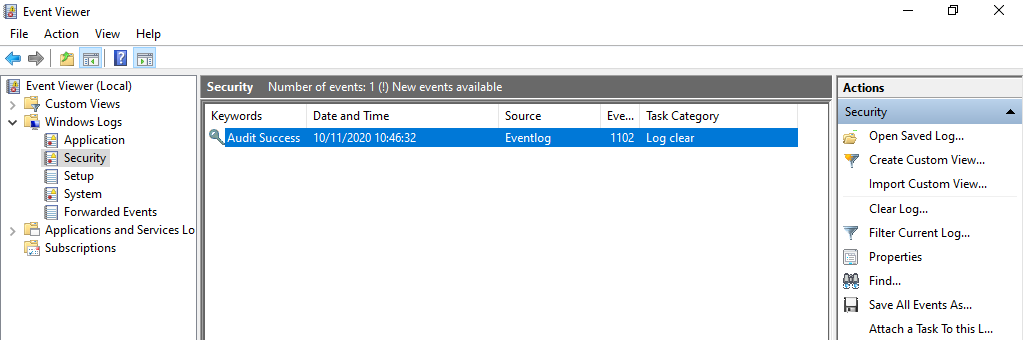 Event Viewer
File Action View Help
Event Viewer (Local)
Custom Views
Windows Logs
Application
Security
Setup
System
Forwarded Events
Applications and Services Lo
Subscriptions
Security Number of events: 1 (!) New events available
Keywords Date and Time Source Eve... Task Category
Audit Success 10/11/2020 10:46:32 Eventlog 1102 Log clear
Actions
Security
Open Saved Log...
Create Custom View...
Import Custom View...
Clear Log...
Filter Current Log...
Properties
Find...
Save All Events As...
Attach a Task To this L...